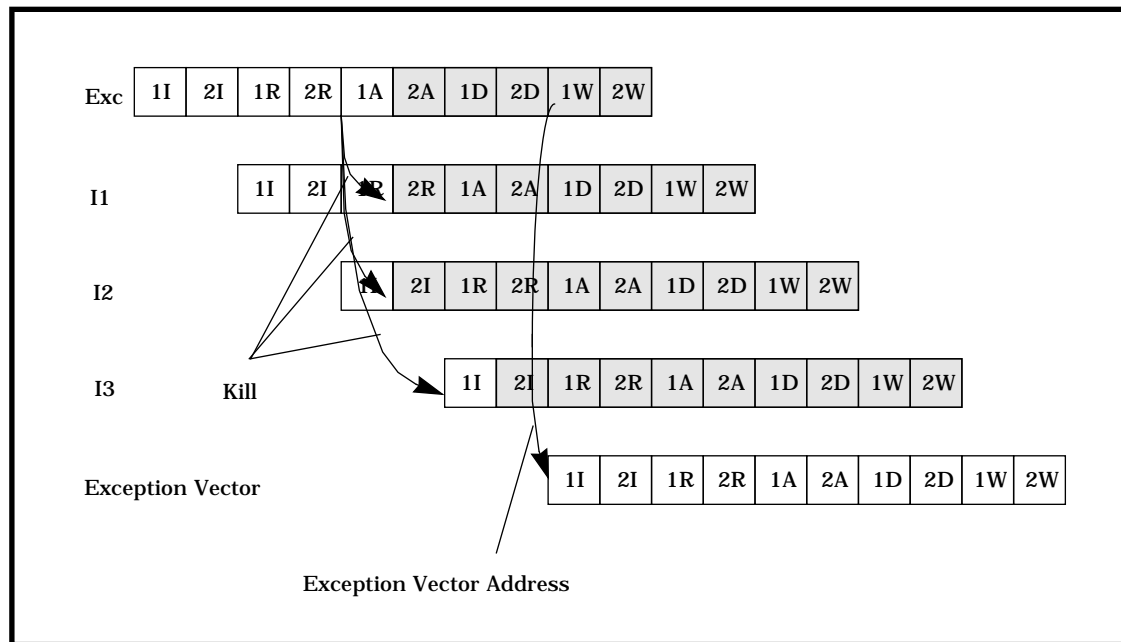 Exc 1I 2I 1R 2R 1A 2A 1D 2D 1W 2W
I1 1I 2I 1R 2R 1A 2A 1D 2D 1W 2W
I2 1I 2I 1R 2R 1A 2A 1D 2D 1W 2W
I3 Kill 1I 2I 1R 2R 1A 2A 1D 2D 1W 2W
Exception Vector 1I 2I 1R 2R 1A 2A 1D 2D 1W 2W
Exception Vector Address